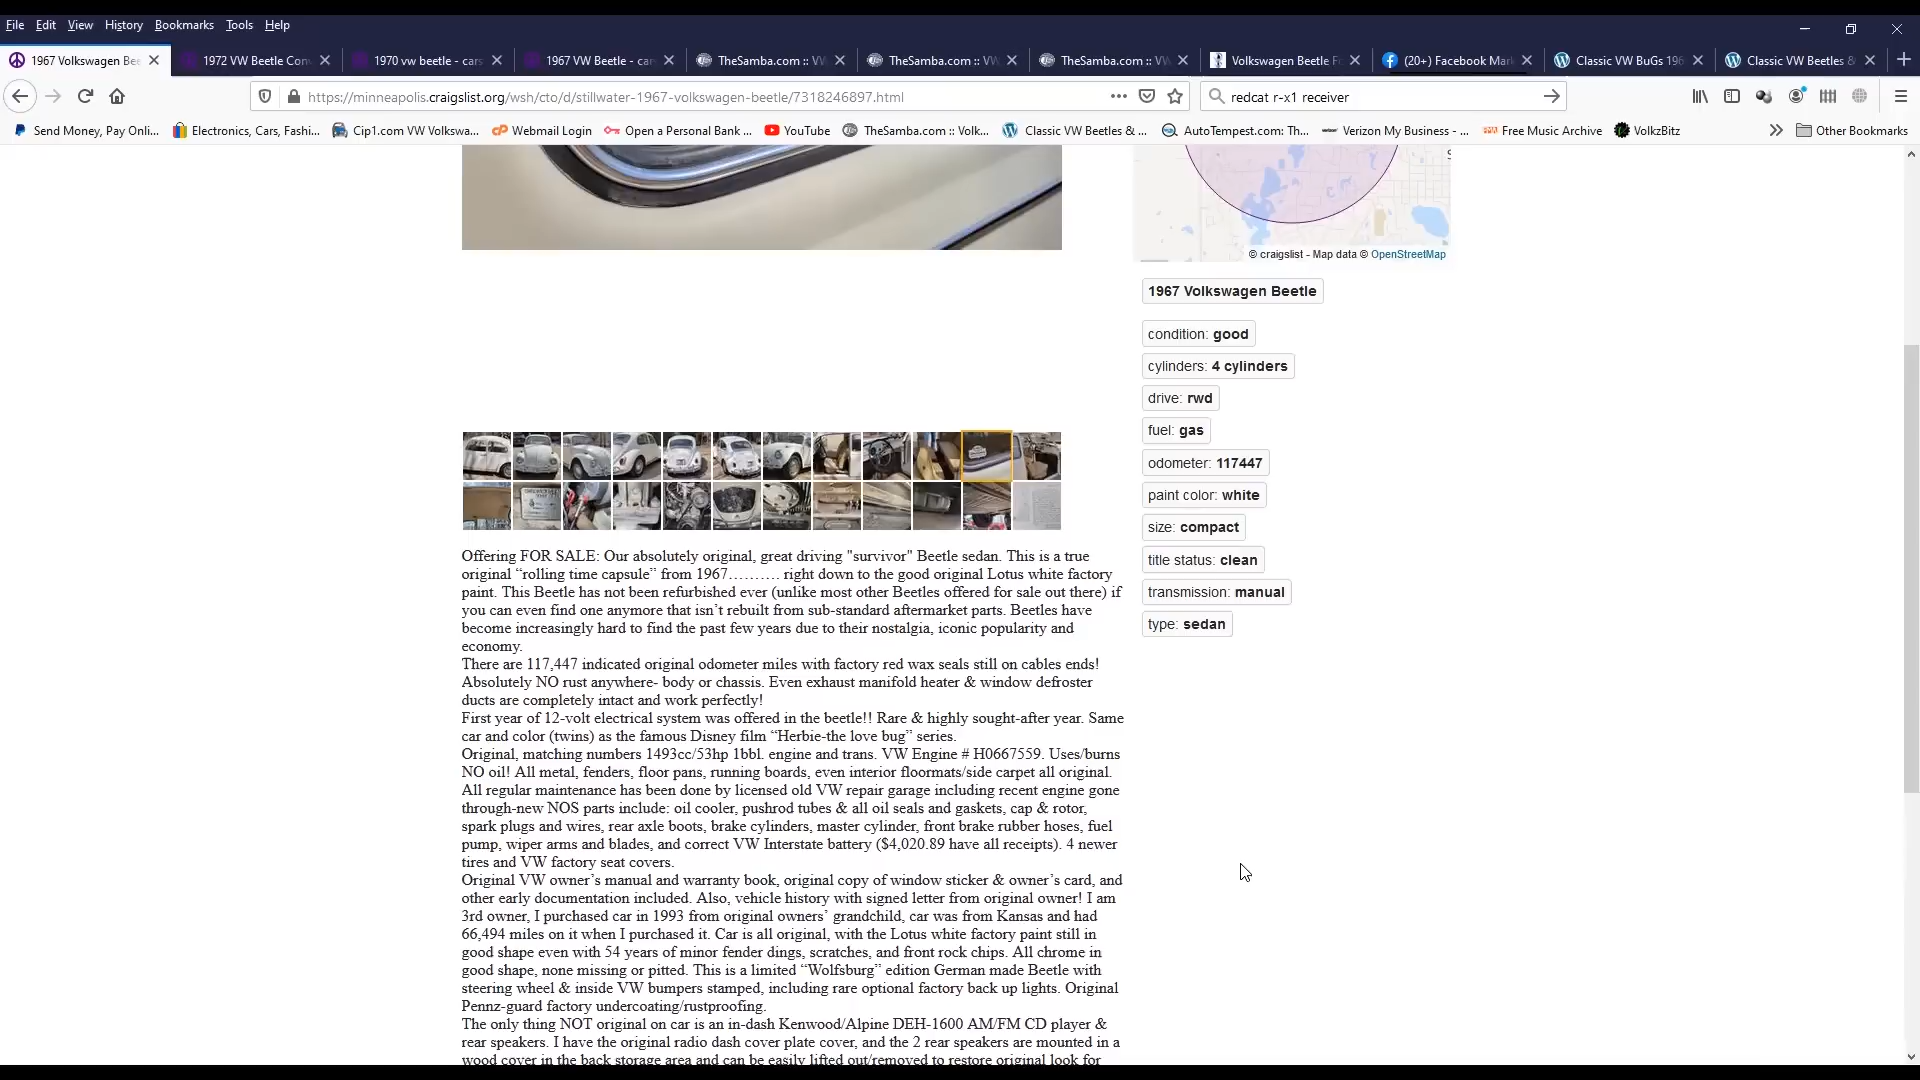 File Edit View History Bookmarks Tools Help
1967 Volkswagen Bee 1972 VW Beetle Con 1970 vw beetle - cars 1967 VW Beetle - car TheSamba.com :: VW TheSamba.com :: VW TheSamba.com :: VW Volkswagen Beetle F (20+) Facebook Mar Classic VW BuGs 196 Classic VW Beetles &
https://minneapolis.craigslist.org/wsh/cto/d/stillwater-1967-volkswagen-beetle/7318246897.html redcat r-x1 receiver
Send Money, Pay Onli... Electronics, Cars, Fashi... Cip1.com VW Volkswa... Webmail Login Open a Personal Bank ... YouTube TheSamba.com :: Volk... Classic VW Beetles & ... AutoTempest.com: Th... Verizon My Business - ... Free Music Archive VolkzBitz Other Bookmarks
© craigslist - Map data © OpenStreetMap
1967 Volkswagen Beetle
condition: good
cylinders: 4 cylinders
drive: rwd
fuel: gas
odometer: 117447
paint color: white
size: compact
title status: clean
transmission: manual
type: sedan
Offering FOR SALE: Our absolutely original, great driving "survivor" Beetle sedan. This is a true
original “rolling time capsule” from 1967………. right down to the good original Lotus white factory
paint. This Beetle has not been refurbished ever (unlike most other Beetles offered for sale out there) if
you can even find one anymore that isn’t rebuilt from sub-standard aftermarket parts. Beetles have
become increasingly hard to find the past few years due to their nostalgia, iconic popularity and
economy.
There are 117,447 indicated original odometer miles with factory red wax seals still on cables ends!
Absolutely NO rust anywhere- body or chassis. Even exhaust manifold heater & window defroster
ducts are completely intact and work perfectly!
First year of 12-volt electrical system was offered in the beetle!! Rare & highly sought-after year. Same
car and color (twins) as the famous Disney film “Herbie-the love bug” series.
Original, matching numbers 1493cc/53hp 1bbl. engine and trans. VW Engine # H0667559. Uses/burns
NO oil! All metal, fenders, floor pans, running boards, even interior floormats/side carpet all original.
All regular maintenance has been done by licensed old VW repair garage including recent engine gone
through-new NOS parts include: oil cooler, pushrod tubes & all oil seals and gaskets, cap & rotor,
spark plugs and wires, rear axle boots, brake cylinders, master cylinder, front brake rubber hoses, fuel
pump, wiper arms and blades, and correct VW Interstate battery ($4,020.89 have all receipts). 4 newer
tires and VW factory seat covers.
Original VW owner’s manual and warranty book, original copy of window sticker & owner’s card, and
other early documentation included. Also, vehicle history with signed letter from original owner! I am
3rd owner, I purchased car in 1993 from original owners’ grandchild, car was from Kansas and had
66,494 miles on it when I purchased it. Car is all original, with the Lotus white factory paint still in
good shape even with 54 years of minor fender dings, scratches, and front rock chips. All chrome in
good shape, none missing or pitted. This is a limited “Wolfsburg” edition German made Beetle with
steering wheel & inside VW bumpers stamped, including rare optional factory back up lights. Original
Pennz-guard factory undercoating/rustproofing.
The only thing NOT original on car is an in-dash Kenwood/Alpine DEH-1600 AM/FM CD player &
rear speakers. I have the original radio dash cover plate cover, and the 2 rear speakers are mounted in a
wood cover in the back storage area and can be easily lifted out/removed to restore original look for